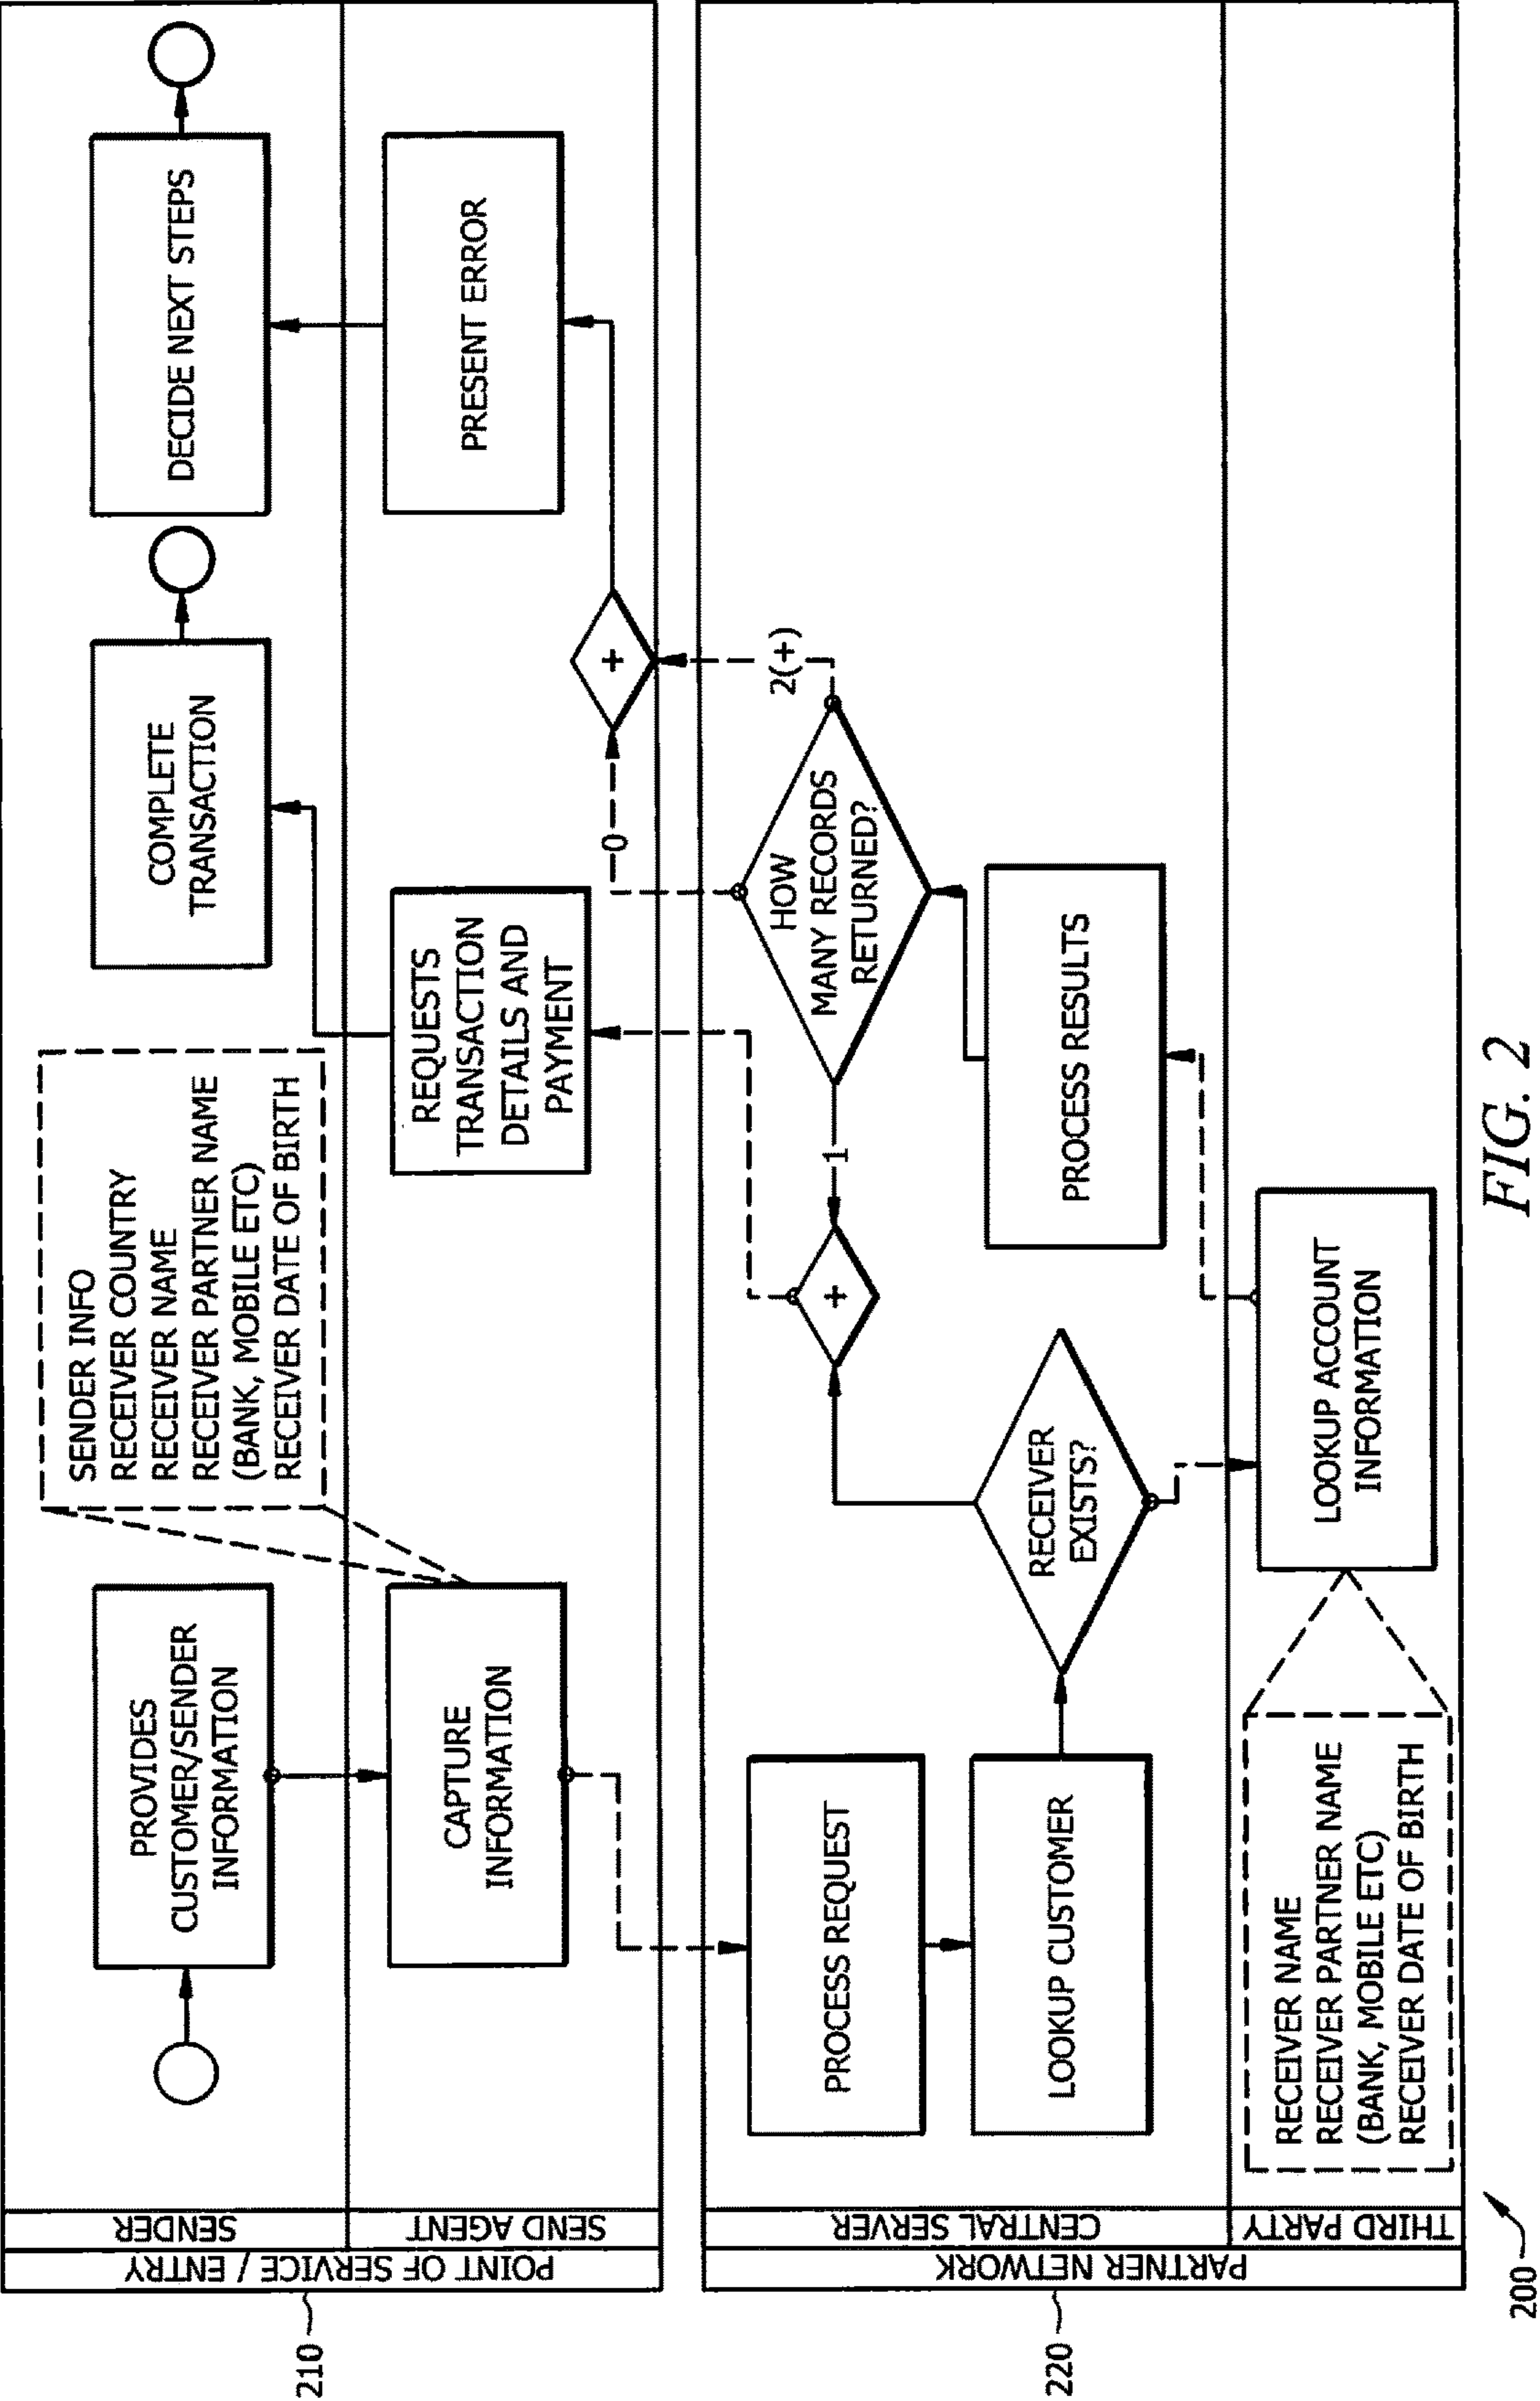 210
POINT OF SERVICE / ENTRY
SENDER
SEND AGENT
PROVIDES
CUSTOMER/SENDER
INFORMATION
CAPTURE
INFORMATION
SENDER INFO
RECEIVER COUNTRY
RECEIVER NAME
RECEIVER PARTNER NAME
(BANK, MOBILE ETC)
RECEIVER DATE OF BIRTH
REQUESTS
TRANSACTION
DETAILS AND
PAYMENT
COMPLETE
TRANSACTION
DECIDE NEXT STEPS
PRESENT ERROR
+
0
2(+)
220
PARTNER NETWORK
CENTRAL SERVER
THIRD PARTY
PROCESS REQUEST
LOOKUP CUSTOMER
RECEIVER
EXISTS?
+
1
HOW
MANY RECORDS
RETURNED?
PROCESS RESULTS
RECEIVER NAME
RECEIVER PARTNER NAME
(BANK, MOBILE ETC)
RECEIVER DATE OF BIRTH
LOOKUP ACCOUNT
INFORMATION
200
FIG. 2